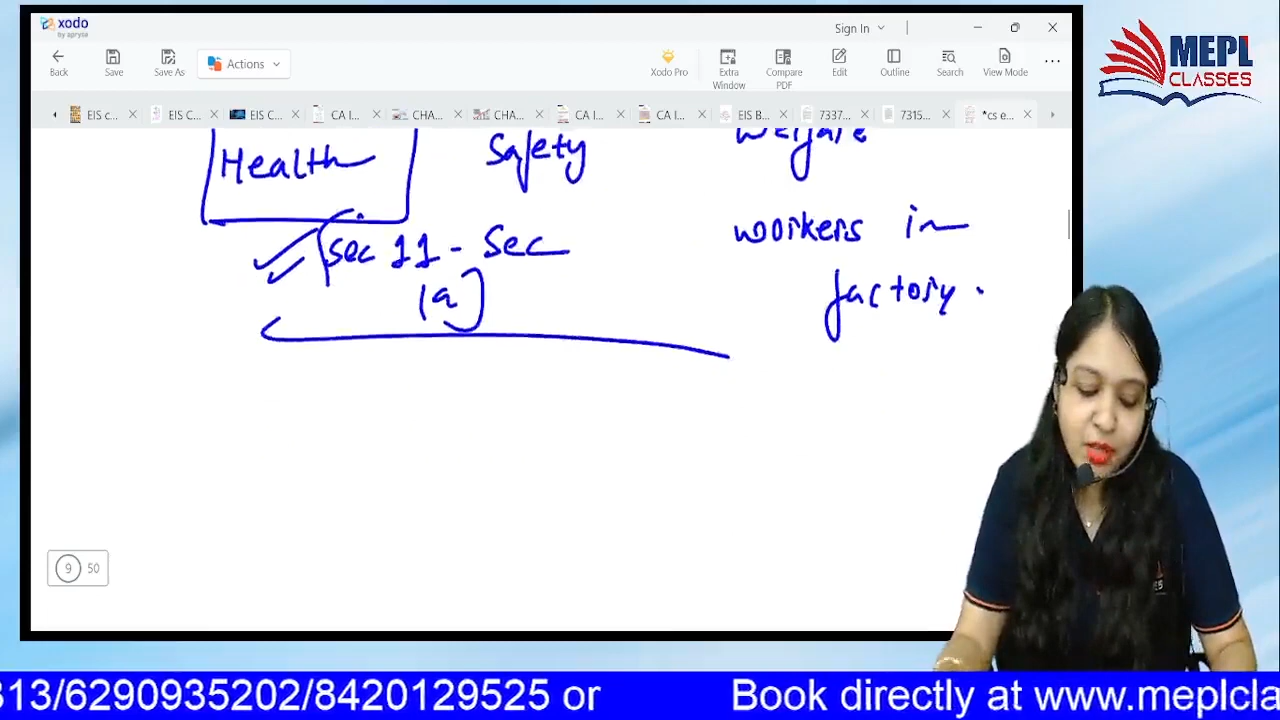 xodo
by apryse
Sign In
Back
Save
Save As
Actions
Xodo Pro
Extra Window
Compare PDF
Edit
Outline
Search
View Mode
EIS c...
EIS C...
EIS C...
CA I...
CHA...
CHA...
CA I...
CA I...
EIS B...
7337...
7315...
*cs e...
MEPL
CLASSES
Health
Safety
Welfare
Sec 11 - Sec
workers in
factory.
9 50
313/6290935202/8420129525 or Book directly at www.meplcla